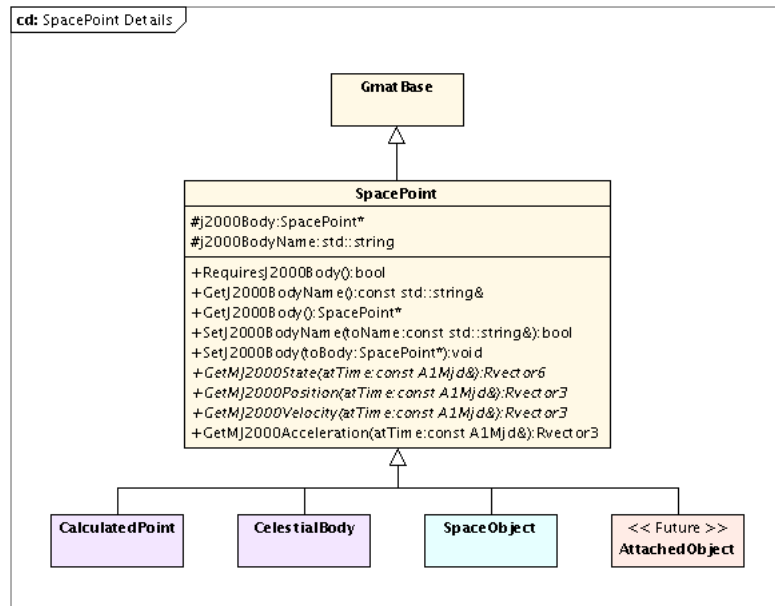 cd: SpacePoint Details
GmatBase
SpacePoint
#j2000Body:SpacePoint*
#j2000BodyName:std::string
+RequiresJ2000Body():bool
+GetJ2000BodyName():const std::string&
+GetJ2000Body():SpacePoint*
+SetJ2000BodyName(toName:const std::string&):bool
+SetJ2000Body(toBody:SpacePoint*):void
+GetMJ2000State(atTime:const A1Mjd&):Rvector6
+GetMJ2000Position(atTime:const A1Mjd&):Rvector3
+GetMJ2000Velocity(atTime:const A1Mjd&):Rvector3
+GetMJ2000Acceleration(atTime:const A1Mjd&):Rvector3
CalculatedPoint
CelestialBody
SpaceObject
<< Future >>
AttachedObject